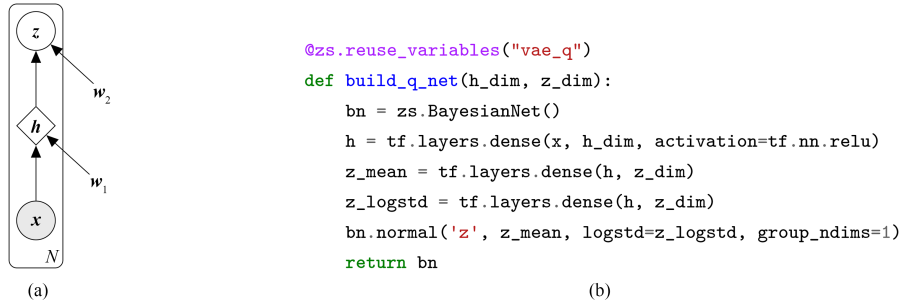 z
w2
h
w1
x
N
(a)
@zs.reuse_variables("vae_q")
def build_q_net(h_dim, z_dim):
bn = zs.BayesianNet()
h = tf.layers.dense(x, h_dim, activation=tf.nn.relu)
z_mean = tf.layers.dense(h, z_dim)
z_logstd = tf.layers.dense(h, z_dim)
bn.normal('z', z_mean, logstd=z_logstd, group_ndims=1)
return bn
(b)